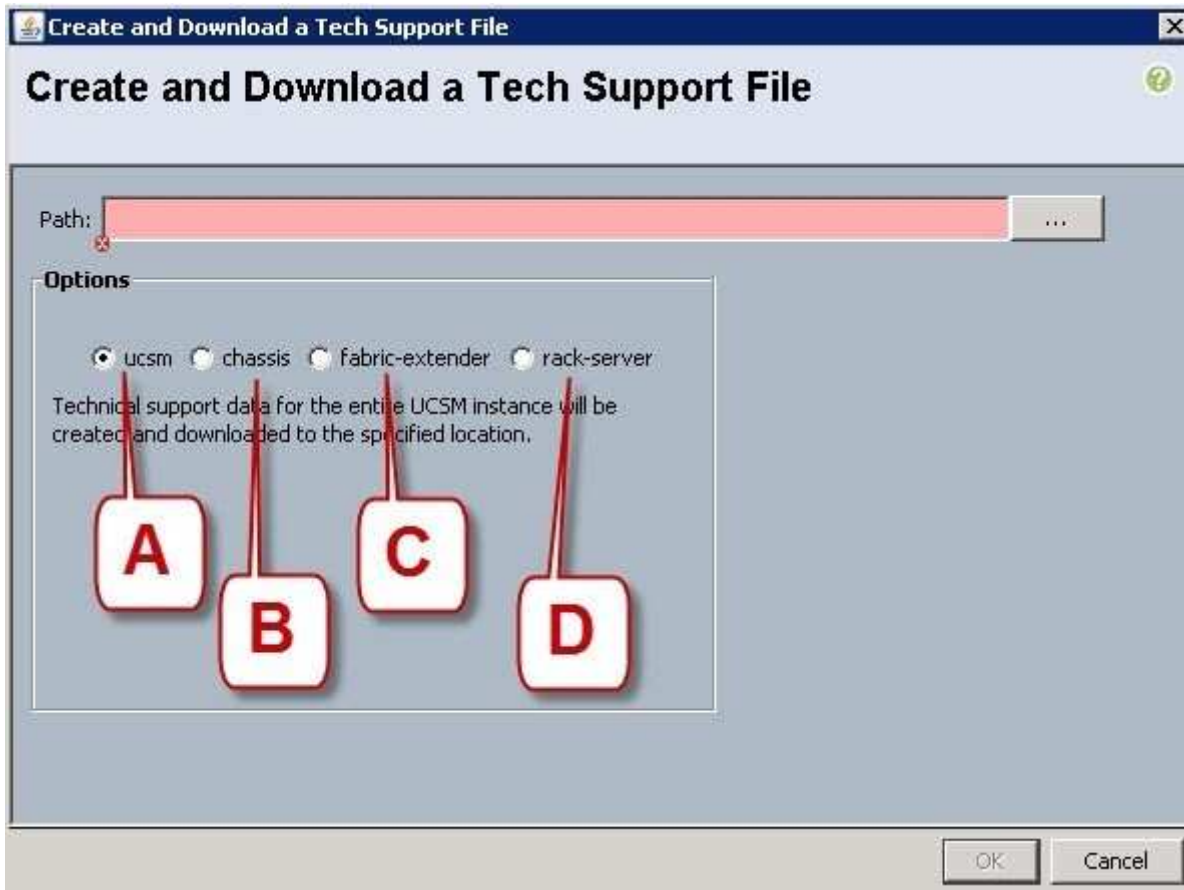 Create and Download a Tech Support File
Create and Download a Tech Support File
Path:
...
Options
ucsm chassis fabric-extender rack-server
Technical support data for the entire UCSM instance will be
created and downloaded to the specified location.
A
B
C
D
OK Cancel